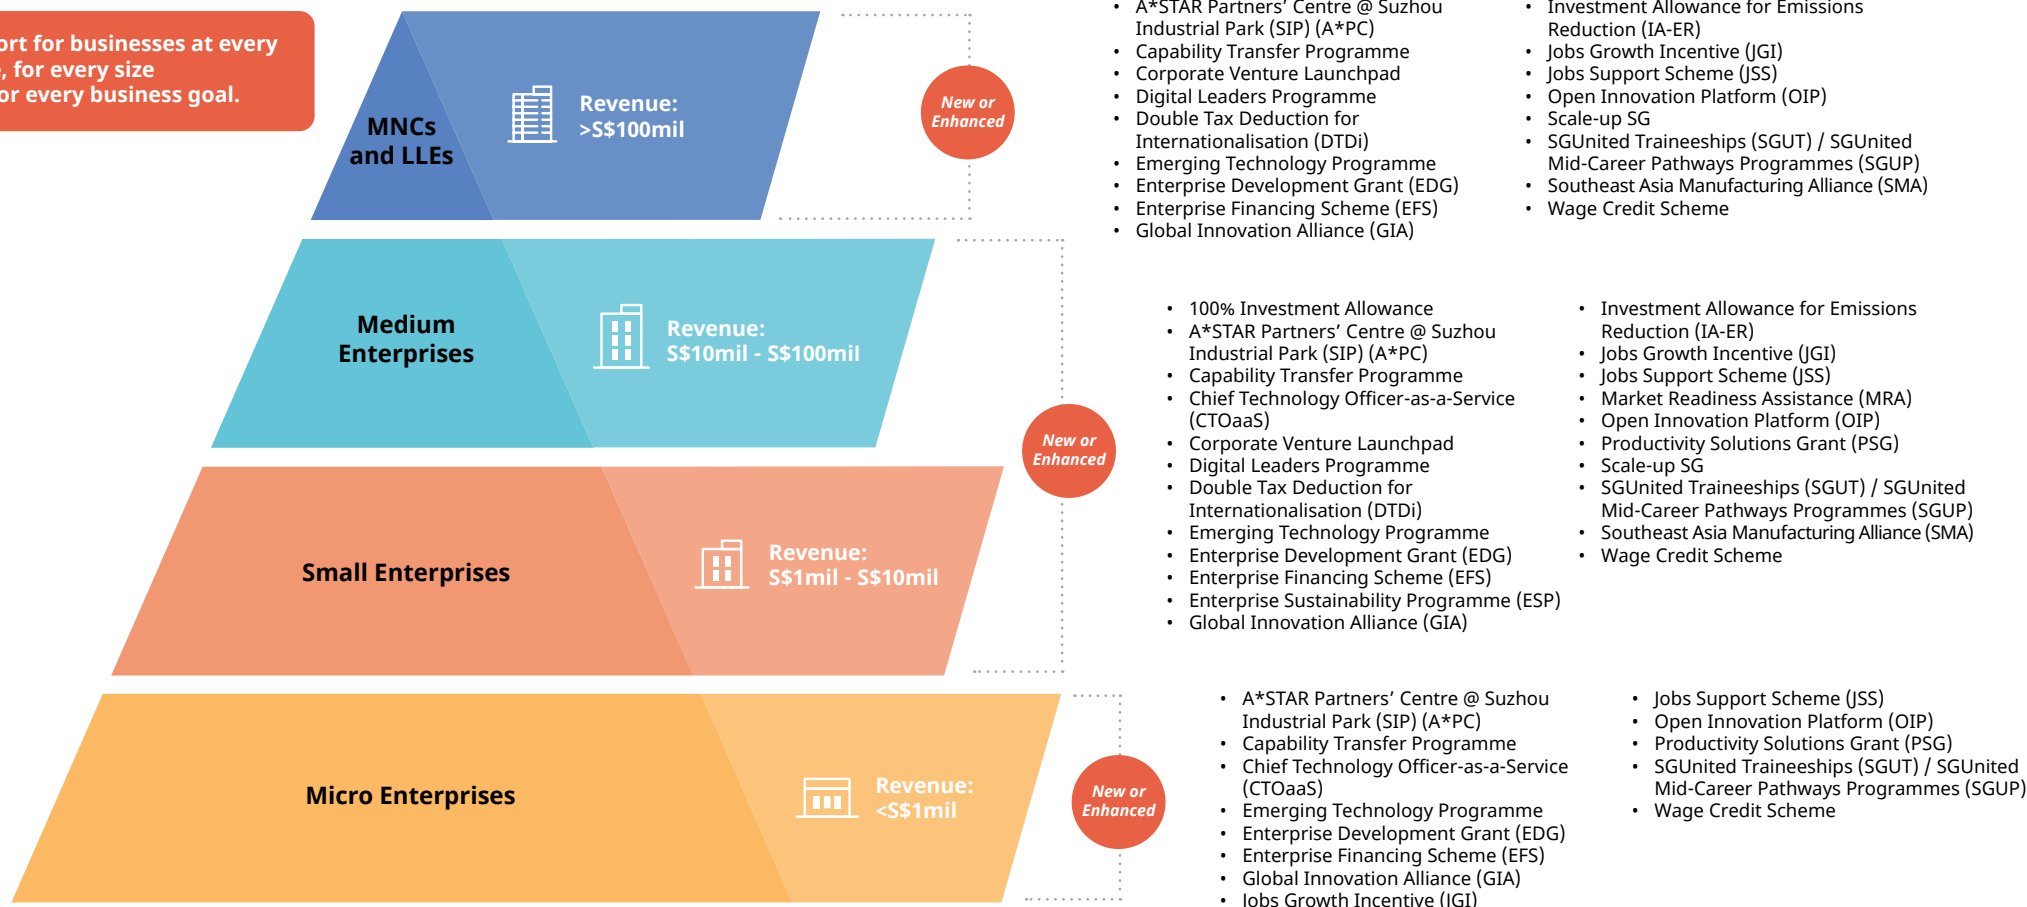 ort for businesses at every
, for every size
or every business goal.
MNCs
and LLEs
Revenue:
>S$100mil
New or
Enhanced
• A*STAR Partners’ Centre @ Suzhou
Industrial Park (SIP) (A*PC)
• Capability Transfer Programme
• Corporate Venture Launchpad
• Digital Leaders Programme
• Double Tax Deduction for
Internationalisation (DTDi)
• Emerging Technology Programme
• Enterprise Development Grant (EDG)
• Enterprise Financing Scheme (EFS)
• Global Innovation Alliance (GIA)
• Investment Allowance for Emissions
Reduction (IA-ER)
• Jobs Growth Incentive (JGI)
• Jobs Support Scheme (JSS)
• Open Innovation Platform (OIP)
• Scale-up SG
• SGUnited Traineeships (SGUT) / SGUnited
Mid-Career Pathways Programmes (SGUP)
• Southeast Asia Manufacturing Alliance (SMA)
• Wage Credit Scheme
Medium
Enterprises
Revenue:
S$10mil - S$100mil
Small Enterprises
Revenue:
S$1mil - S$10mil
New or
Enhanced
• 100% Investment Allowance
• A*STAR Partners’ Centre @ Suzhou
Industrial Park (SIP) (A*PC)
• Capability Transfer Programme
• Chief Technology Officer-as-a-Service
(CTOaaS)
• Corporate Venture Launchpad
• Digital Leaders Programme
• Double Tax Deduction for
Internationalisation (DTDi)
• Emerging Technology Programme
• Enterprise Development Grant (EDG)
• Enterprise Financing Scheme (EFS)
• Enterprise Sustainability Programme (ESP)
• Global Innovation Alliance (GIA)
• Investment Allowance for Emissions
Reduction (IA-ER)
• Jobs Growth Incentive (JGI)
• Jobs Support Scheme (JSS)
• Market Readiness Assistance (MRA)
• Open Innovation Platform (OIP)
• Productivity Solutions Grant (PSG)
• Scale-up SG
• SGUnited Traineeships (SGUT) / SGUnited
Mid-Career Pathways Programmes (SGUP)
• Southeast Asia Manufacturing Alliance (SMA)
• Wage Credit Scheme
Micro Enterprises
Revenue:
<S$1mil
New or
Enhanced
• A*STAR Partners’ Centre @ Suzhou
Industrial Park (SIP) (A*PC)
• Capability Transfer Programme
• Chief Technology Officer-as-a-Service
(CTOaaS)
• Emerging Technology Programme
• Enterprise Development Grant (EDG)
• Enterprise Financing Scheme (EFS)
• Global Innovation Alliance (GIA)
• Jobs Growth Incentive (JGI)
• Jobs Support Scheme (JSS)
• Open Innovation Platform (OIP)
• Productivity Solutions Grant (PSG)
• SGUnited Traineeships (SGUT) / SGUnited
Mid-Career Pathways Programmes (SGUP)
• Wage Credit Scheme